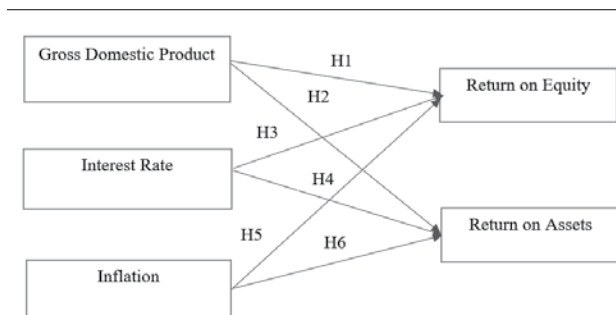 Gross Domestic Product
H1
Return on Equity
H2
H3
Interest Rate
H4
Return on Assets
H5
H6
Inflation